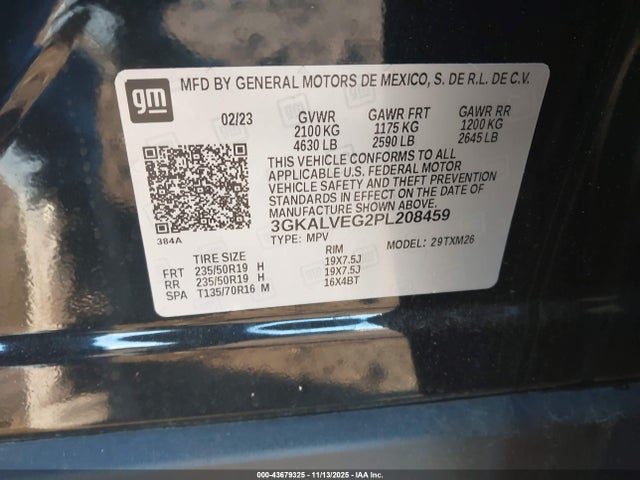 gm
MFD BY GENERAL MOTORS DE MEXICO, S. DE R.L. DE C.V.
02/23 GVWR GAWR FRT GAWR RR
2100 KG 1175 KG 1200 KG
4630 LB 2590 LB 2645 LB
THIS VEHICLE CONFORMS TO ALL
APPLICABLE U.S. FEDERAL MOTOR
VEHICLE SAFETY AND THEFT PREVENTION
STANDARDS IN EFFECT ON THE DATE OF
MANUFACTURE SHOWN ABOVE.
3GKALVEG2PL208459
384A TYPE: MPV MODEL: 29TXM26
TIRE SIZE RIM
FRT 235/50R19 H 19X7.5J
RR 235/50R19 H 19X7.5J
SPA T135/70R16 M 16X4BT
000-43679325 - 11/13/2025 - IAA Inc.